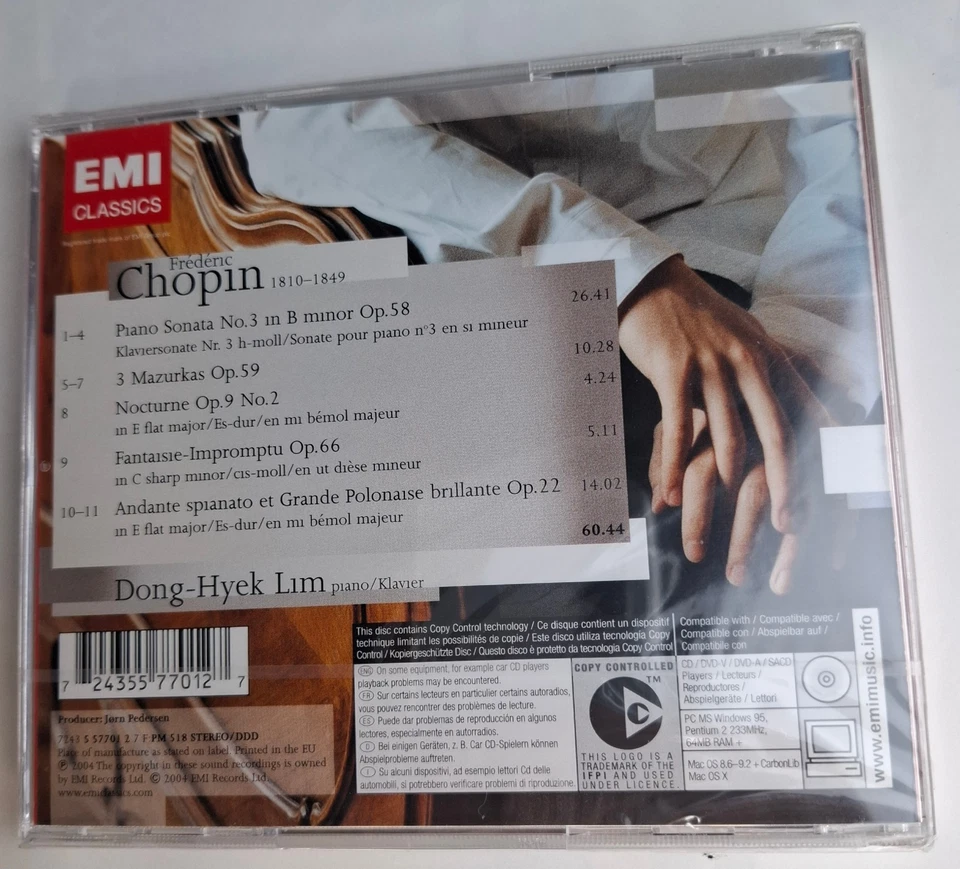 EMI
CLASSICS
Frédéric
Chopin 1810–1849
1–4 Piano Sonata No.3 in B minor Op.58 26.41
Klaviersonate Nr. 3 h-moll/Sonate pour piano n°3 en si mineur
5–7 3 Mazurkas Op.59 10.28
8 Nocturne Op.9 No.2 4.24
in E flat major/Es-dur/en mi bémol majeur
9 Fantaisie-Impromptu Op.66 5.11
in C sharp minor/cis-moll/en ut dièse mineur
10–11 Andante spianato et Grande Polonaise brillante Op.22 14.02
in E flat major/Es-dur/en mi bémol majeur
60.44
Dong-Hyek Lim piano/Klavier
7 24355 77012 7
Producer: Jørn Pedersen
7243 5 57701 2 7 F PM 518 STEREO/DDD
Place of manufacture as stated on label. Printed in the EU
℗ 2004 The copyright in these sound recordings is owned
by EMI Records Ltd. © 2004 EMI Records Ltd.
www.emiclassics.com
This disc contains Copy Control technology / Ce disque contient un dispositif
technique limitant les possibilités de copie / Este disco utiliza tecnología Copy
Control / Kopiergeschützte Disc / Questo disco è protetto da tecnologia Copy Control
ENG On some equipment, for example car CD players
playback problems may be encountered.
FR Sur certains lecteurs en particulier certains autoradios,
vous pouvez rencontrer des problèmes de lecture.
ES Puede dar problemas de reproducción en algunos
lectores, especialmente en autorradios.
D Bei einigen Geräten, z. B. Car CD-Spielern können
Abspielprobleme auftreten.
I Su alcuni dispositivi, ad esempio lettori Cd delle
automobili, si potrebbero verificare problemi di riproduzione.
COPY CONTROLLED
TM
C
THIS LOGO IS A
TRADEMARK OF THE
IFPI AND USED
UNDER LICENCE.
Compatible with / Compatible avec /
Compatible con / Abspielbar auf /
Compatibile con
CD / DVD-V / DVD-A / SACD
Players / Lecteurs /
Reproductores /
Abspielgeräte / Lettori
PC MS Windows 95,
Pentium 2 233MHz,
64MB RAM +
Mac OS 8.6–9.2 + CarbonLib
Mac OS X
www.emimusic.info